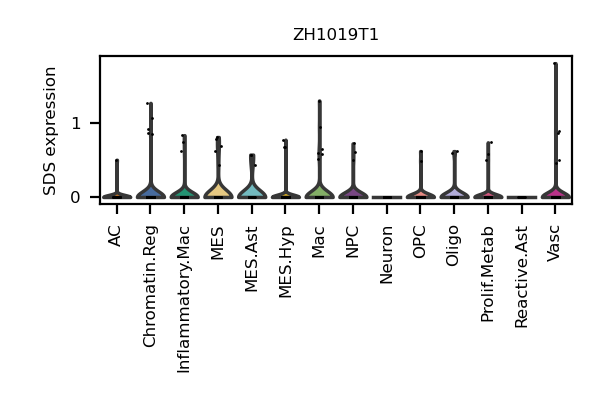 ZH1019T1
SDS expression
1
0
AC
Chromatin.Reg
Inflammatory.Mac
MES
MES.Ast
MES.Hyp
Mac
NPC
Neuron
OPC
Oligo
Prolif.Metab
Reactive.Ast
Vasc